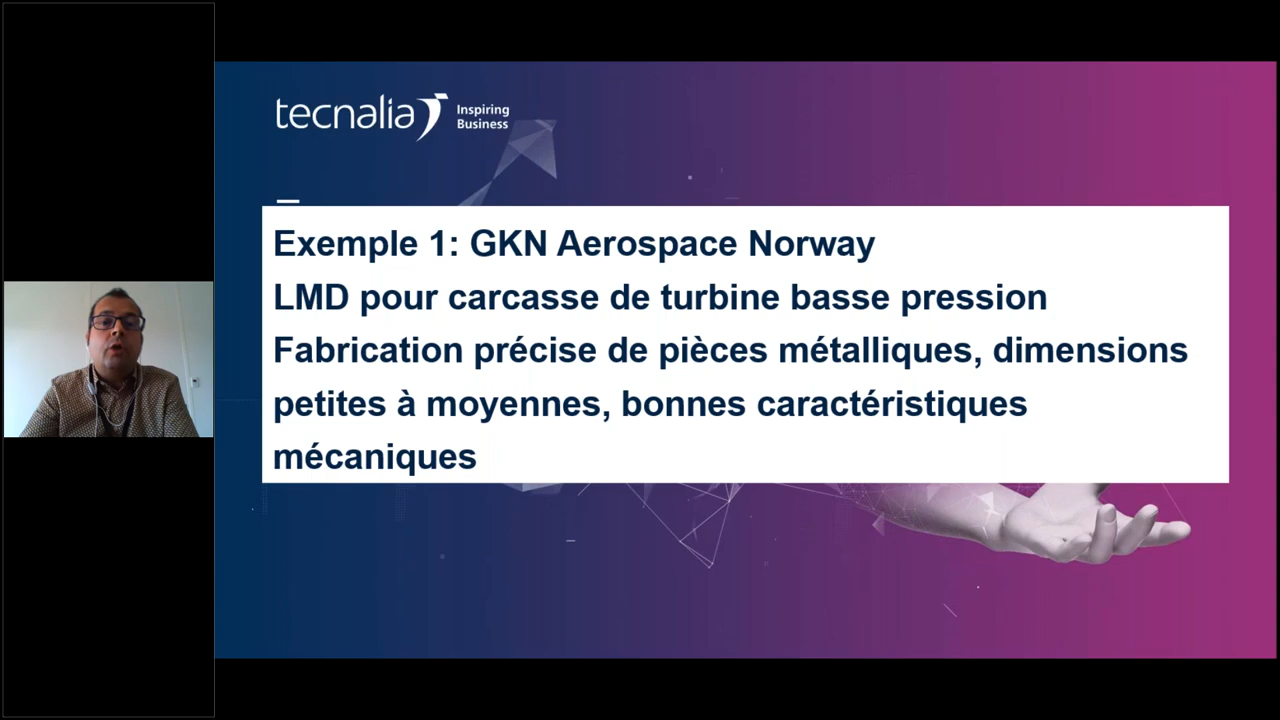 tecnalia Inspiring
Business
Exemple 1: GKN Aerospace Norway
LMD pour carcasse de turbine basse pression
Fabrication précise de pièces métalliques, dimensions
petites à moyennes, bonnes caractéristiques
mécaniques